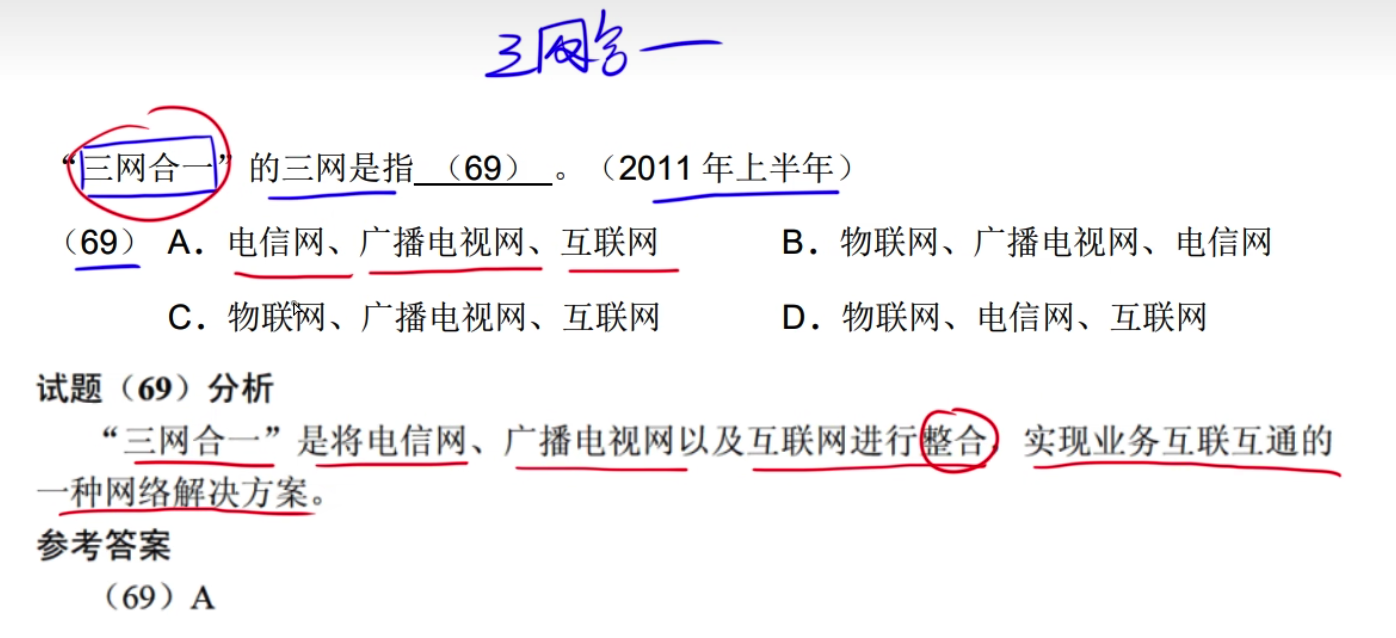 三网合一
“三网合一”的三网是指（69）。（2011年上半年）
（69） A．电信网、广播电视网、互联网 B．物联网、广播电视网、电信网
C．物联网、广播电视网、互联网 D．物联网、电信网、互联网
试题（69）分析
“三网合一”是将电信网、广播电视网以及互联网进行整合，实现业务互联互通的
一种网络解决方案。
参考答案
（69）A